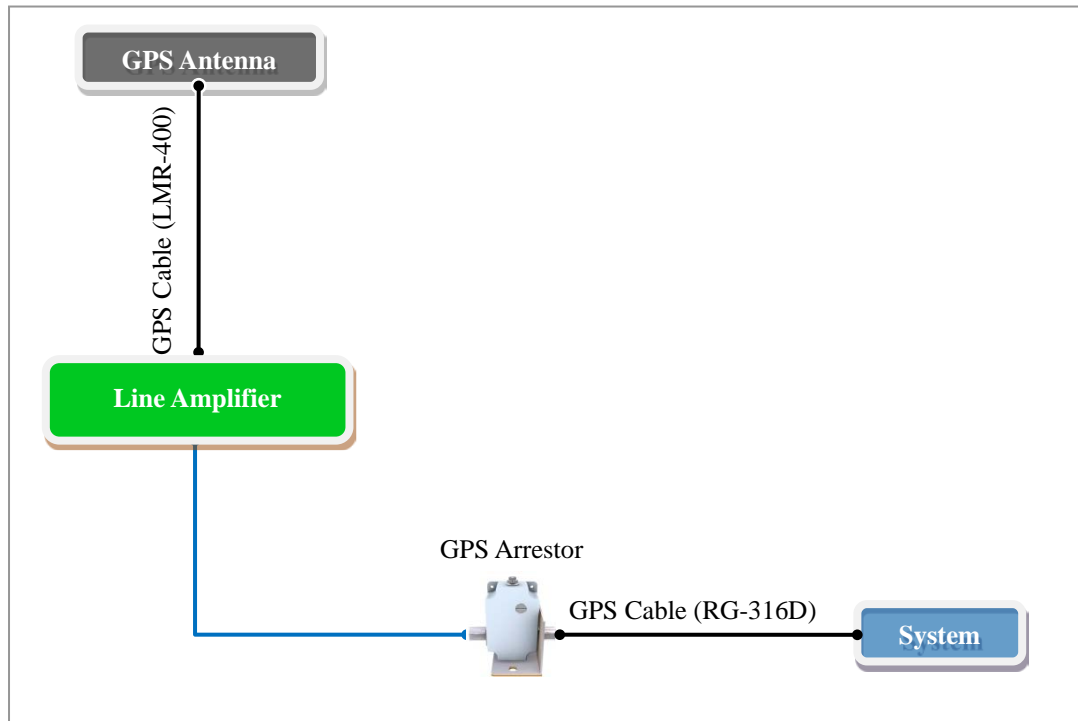 GPS Antenna
GPS Cable (LMR-400)
Line Amplifier
GPS Arrestor
GPS Cable (RG-316D)
System